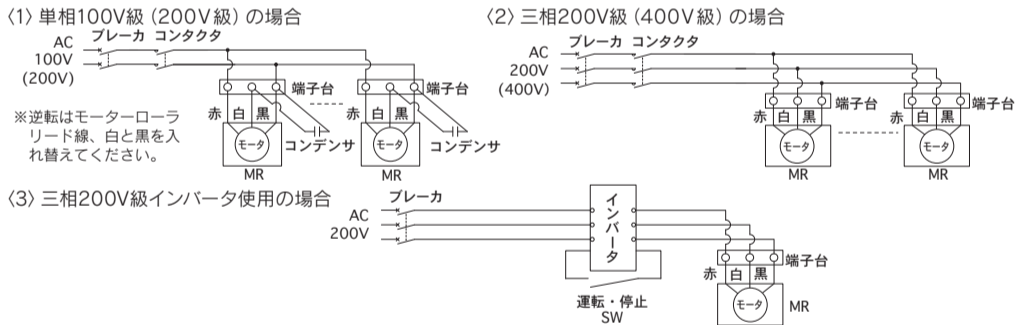 〈1〉単相100V級（200V級）の場合
ブレーカ コンタクタ
AC
100V
(200V)
端子台
端子台
赤 白 黒
赤 白 黒
コンデンサ
コンデンサ
モータ
モータ
MR
MR
※逆転はモーターローラ
リード線、白と黒を入
れ替えてください。
〈2〉三相200V級（400V級）の場合
ブレーカ コンタクタ
AC
200V
(400V)
端子台
端子台
赤 白 黒
赤 白 黒
モータ
モータ
MR
MR
〈3〉三相200V級インバータ使用の場合
ブレーカ
AC
200V
インバータ
運転・停止
SW
端子台
赤 白 黒
モータ
MR